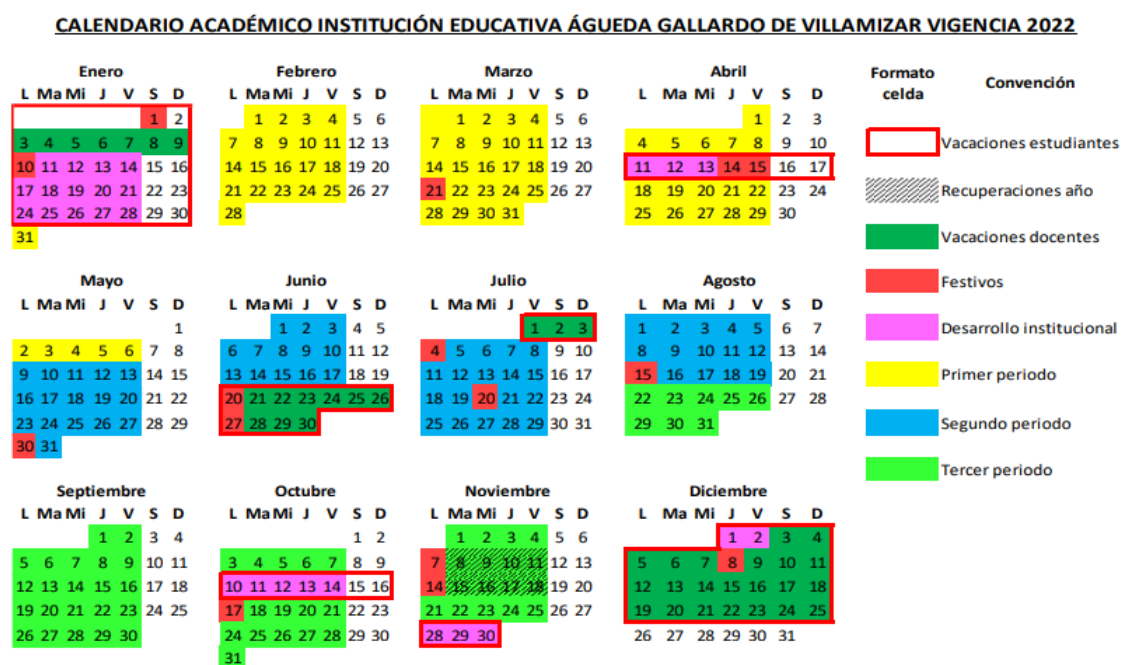 CALENDARIO ACADÉMICO INSTITUCIÓN EDUCATIVA ÁGUEDA GALLARDO DE VILLAMIZAR VIGENCIA 2022
Enero
L Ma Mi J V S D
1 2
3 4 5 6 7 8 9
10 11 12 13 14 15 16
17 18 19 20 21 22 23
24 25 26 27 28 29 30
31
Febrero
L Ma Mi J V S D
1 2 3 4 5 6
7 8 9 10 11 12 13
14 15 16 17 18 19 20
21 22 23 24 25 26 27
28
Marzo
L Ma Mi J V S D
1 2 3 4 5 6
7 8 9 10 11 12 13
14 15 16 17 18 19 20
21 22 23 24 25 26 27
28 29 30 31
Abril
L Ma Mi J V S D
1 2 3
4 5 6 7 8 9 10
11 12 13 14 15 16 17
18 19 20 21 22 23 24
25 26 27 28 29 30
Formato celda Convención
Vacaciones estudiantes
Recuperaciones año
Vacaciones docentes
Festivos
Desarrollo institucional
Primer periodo
Segundo periodo
Tercer periodo
Mayo
L Ma Mi J V S D
1
2 3 4 5 6 7 8
9 10 11 12 13 14 15
16 17 18 19 20 21 22
23 24 25 26 27 28 29
30 31
Junio
L Ma Mi J V S D
1 2 3 4 5
6 7 8 9 10 11 12
13 14 15 16 17 18 19
20 21 22 23 24 25 26
27 28 29 30
Julio
L Ma Mi J V S D
1 2 3
4 5 6 7 8 9 10
11 12 13 14 15 16 17
18 19 20 21 22 23 24
25 26 27 28 29 30 31
Agosto
L Ma Mi J V S D
1 2 3 4 5 6 7
8 9 10 11 12 13 14
15 16 17 18 19 20 21
22 23 24 25 26 27 28
29 30 31
Septiembre
L Ma Mi J V S D
1 2 3 4
5 6 7 8 9 10 11
12 13 14 15 16 17 18
19 20 21 22 23 24 25
26 27 28 29 30
Octubre
L Ma Mi J V S D
1 2
3 4 5 6 7 8 9
10 11 12 13 14 15 16
17 18 19 20 21 22 23
24 25 26 27 28 29 30
31
Noviembre
L Ma Mi J V S D
1 2 3 4 5 6
7 8 9 10 11 12 13
14 15 16 17 18 19 20
21 22 23 24 25 26 27
28 29 30
Diciembre
L Ma Mi J V S D
1 2 3 4
5 6 7 8 9 10 11
12 13 14 15 16 17 18
19 20 21 22 23 24 25
26 27 28 29 30 31